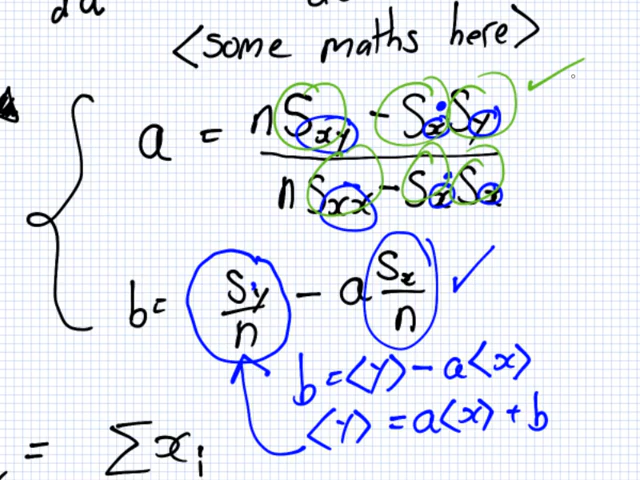 <some maths here>
a = nSxy - SxSy / nSxx - SxSx
b = Sy/n - a Sx/n
b = <y> - a<x>
<y> = a<x> + b
= ∑xi